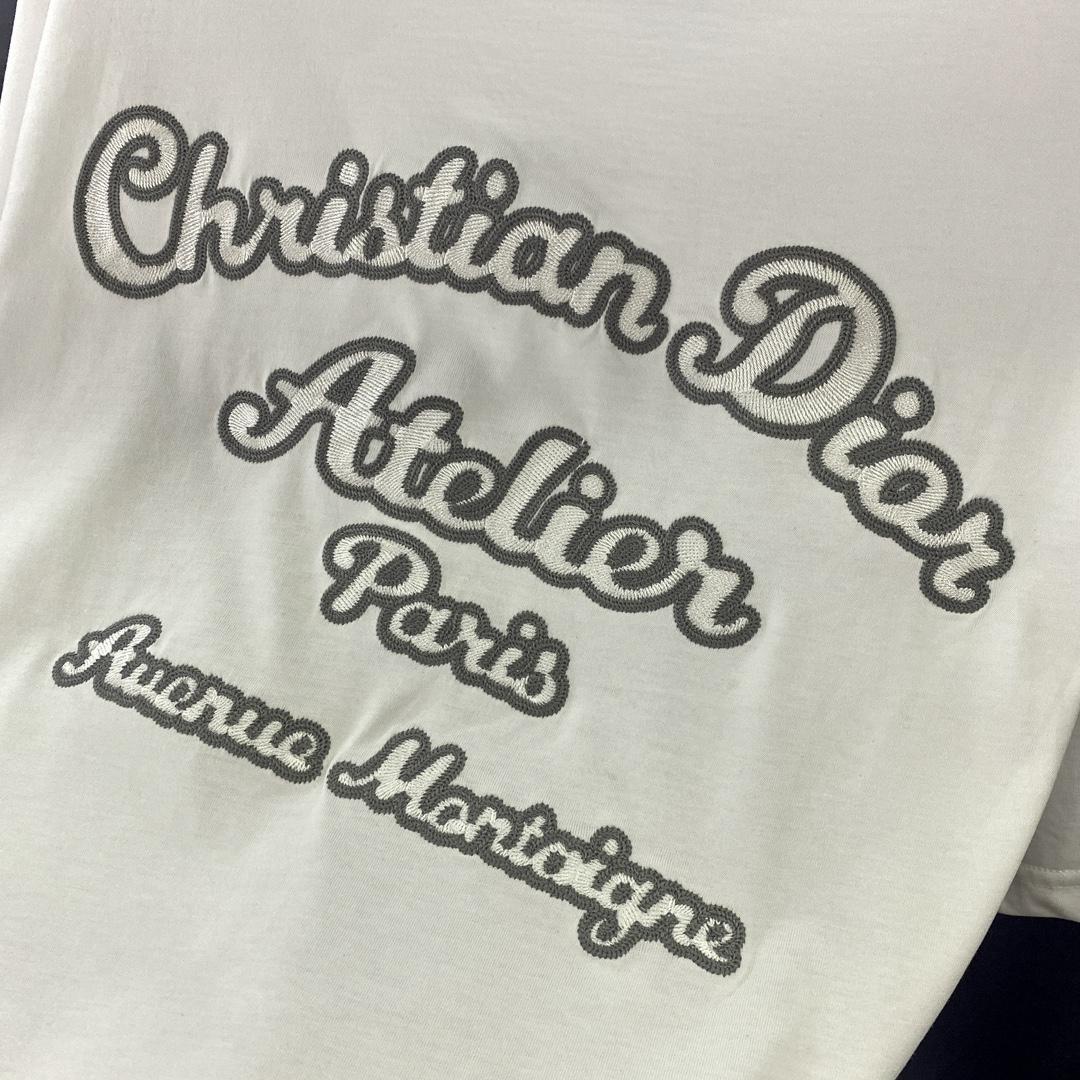 Christian Dior
Atelier
Paris
Avenue Montaigne